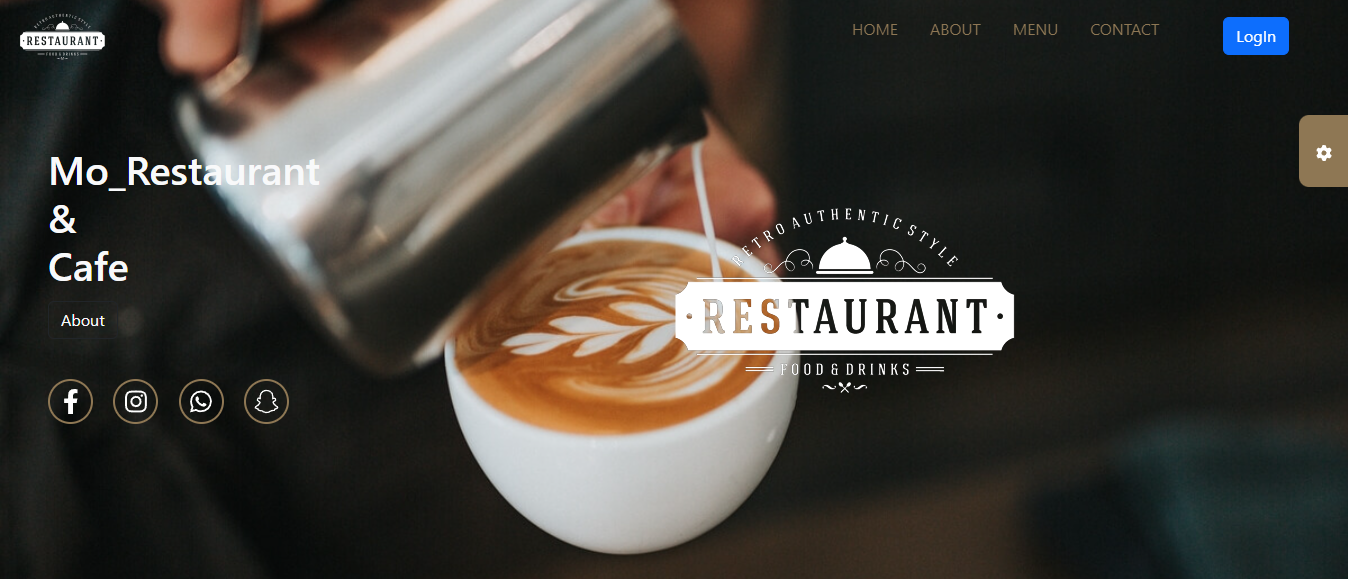 RETRO AUTHENTIC STYLE
RESTAURANT
FOOD & DRINKS
HOME
ABOUT
MENU
CONTACT
LogIn
Mo_Restaurant
&
Cafe
About
RETRO AUTHENTIC STYLE
RESTAURANT
FOOD & DRINKS